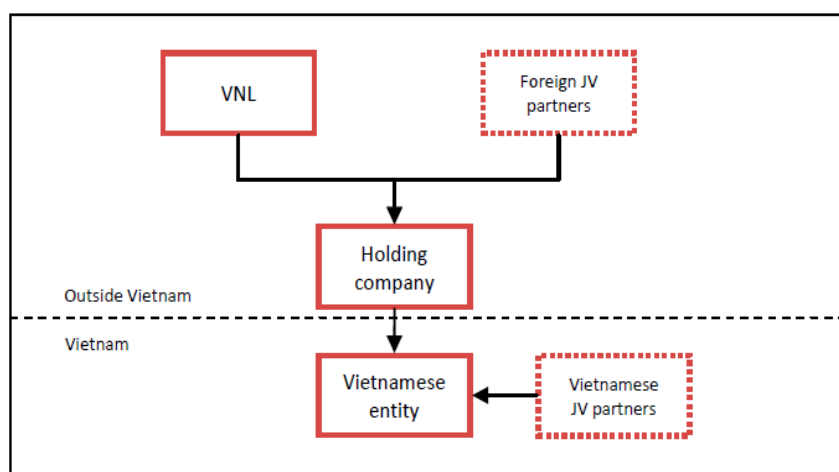 VNL
Foreign JV
partners
Holding
company
Outside Vietnam
Vietnam
Vietnamese
entity
Vietnamese
JV partners